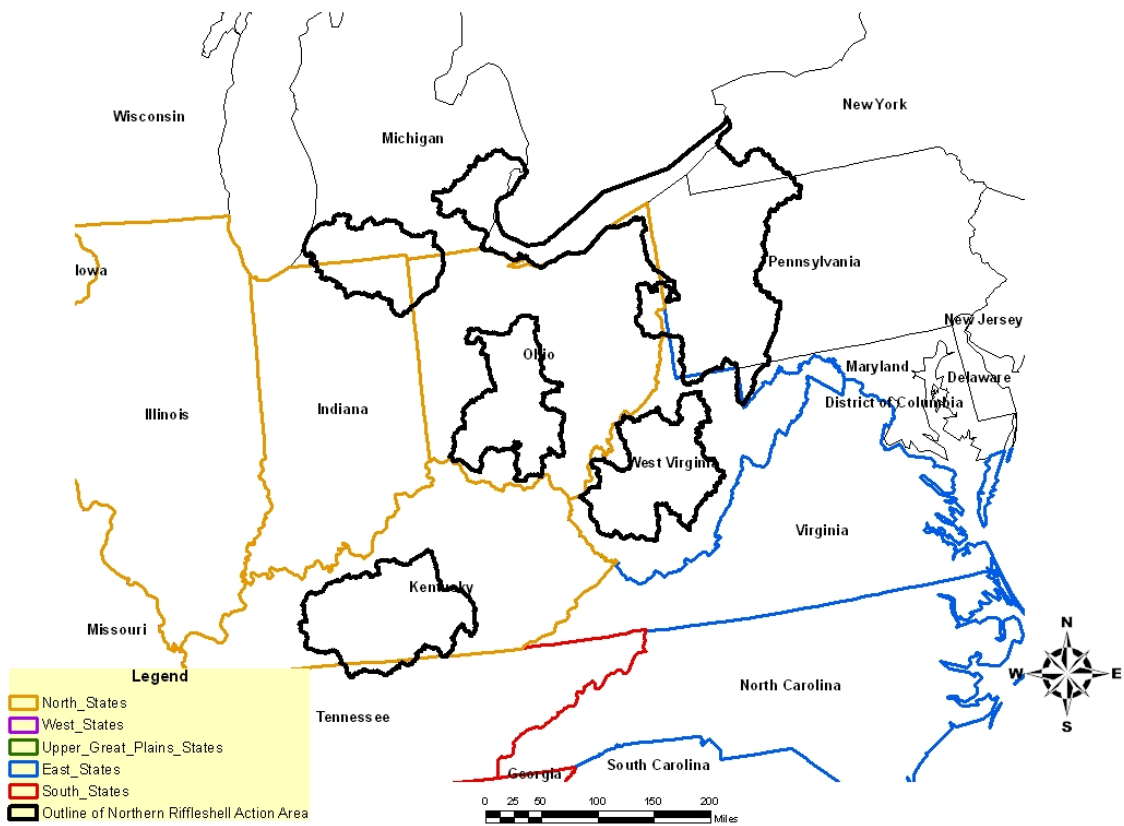 New York
Wisconsin
Michigan
Iowa
Pennsylvania
New Jersey
Ohio
Maryland
Delaware
Illinois
Indiana
District of Columbia
West Virginia
Virginia
Kentucky
Missouri
N
W
E
S
North Carolina
Tennessee
South Carolina
Georgia
Legend
North_States
West_States
Upper_Great_Plains_States
East_States
South_States
Outline of Northern Riffleshell Action Area
0 25 50 100 150 200
Miles